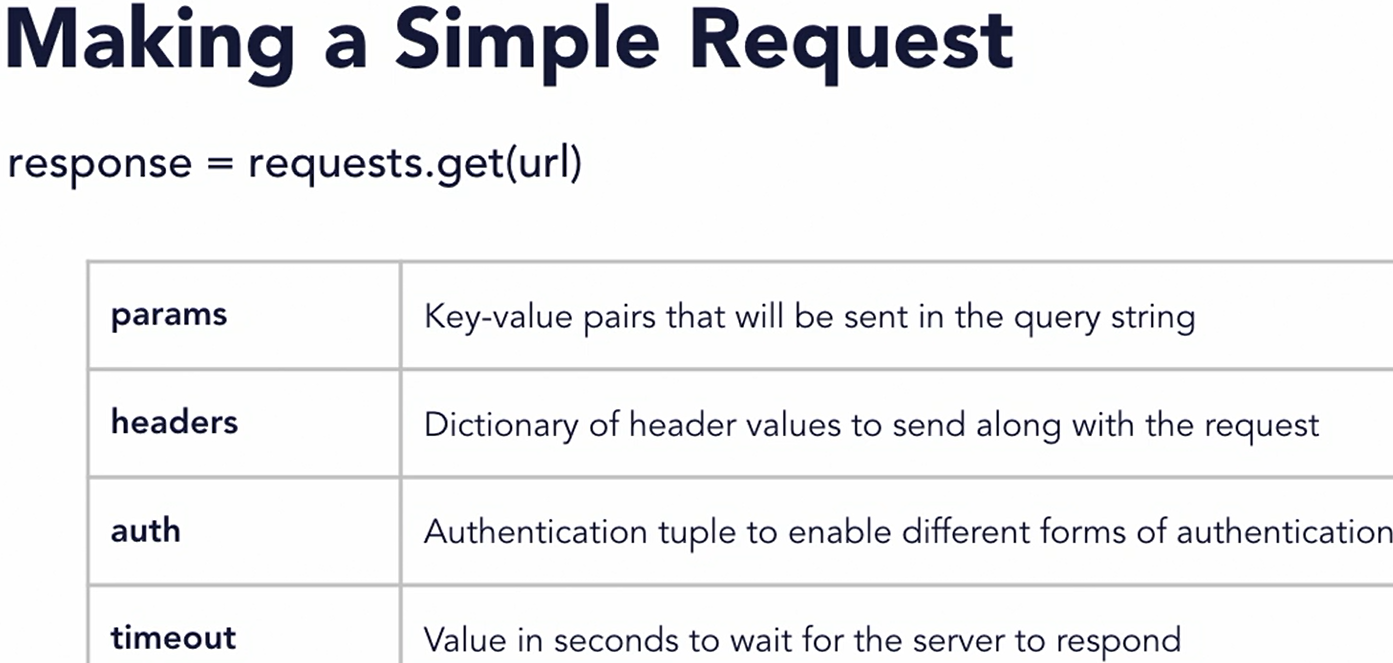 Making a Simple Request
response = requests.get(url)
params Key-value pairs that will be sent in the query string
headers Dictionary of header values to send along with the request
auth Authentication tuple to enable different forms of authentication
timeout Value in seconds to wait for the server to respond